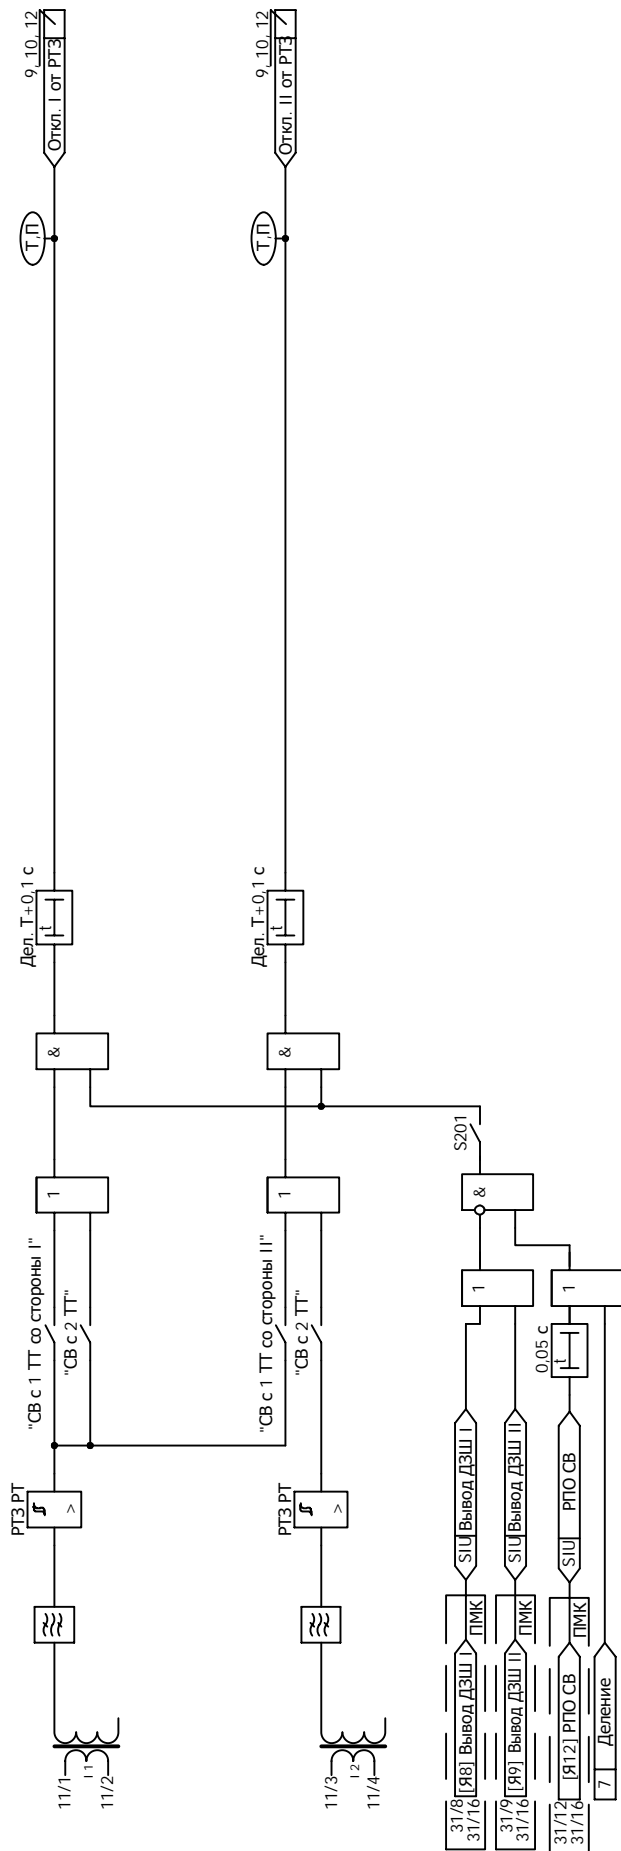 9, 10, 12
Откл. I от РТЗ
Т,П
Дел. T+0,1 с
t
&
1
"СВ с 1 ТТ со стороны I"
"СВ с 2 ТТ"
РТЗ РТ
>
11/1
I 1
11/2
9, 10, 12
Откл. II от РТЗ
Т,П
Дел. T+0,1 с
t
&
1
"СВ с 1 ТТ со стороны II"
"СВ с 2 ТТ"
РТЗ РТ
>
11/3
I 2
11/4
S201
&
1
SIU Вывод ДЗШ I
ПМК
[Я8] Вывод ДЗШ I
31/8
31/16
SIU Вывод ДЗШ II
ПМК
[Я9] Вывод ДЗШ II
31/9
31/16
1
0,05 с
t
SIU РПО СВ
ПМК
[Я12] РПО СВ
31/12
31/16
7 Деление